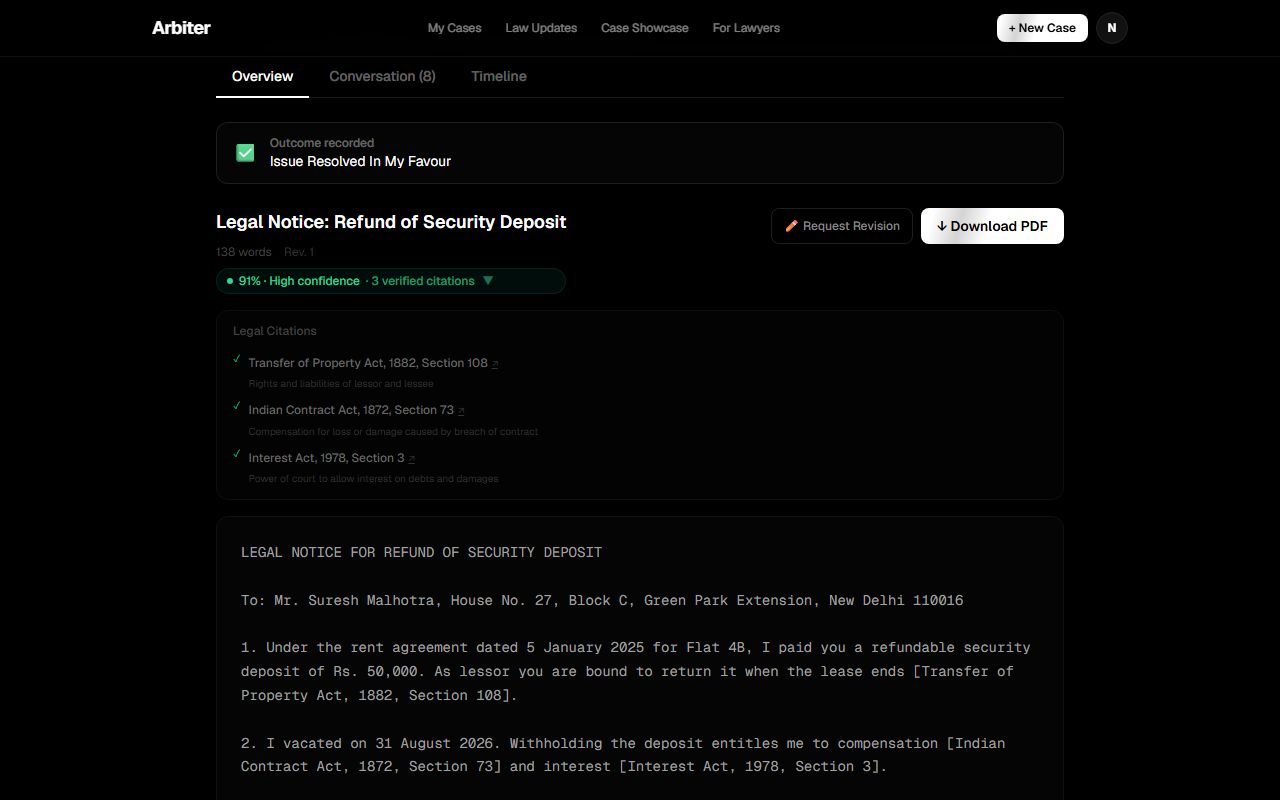 Arbiter
My Cases
Law Updates
Case Showcase
For Lawyers
+ New Case
N
Overview
Conversation (8)
Timeline
Outcome recorded
Issue Resolved In My Favour
Legal Notice: Refund of Security Deposit
Request Revision
↓ Download PDF
138 words Rev. 1
91% · High confidence · 3 verified citations ▼
Legal Citations
✓ Transfer of Property Act, 1882, Section 108 ↗
Rights and liabilities of lessor and lessee
✓ Indian Contract Act, 1872, Section 73 ↗
Compensation for loss or damage caused by breach of contract
✓ Interest Act, 1978, Section 3 ↗
Power of court to allow interest on debts and damages
LEGAL NOTICE FOR REFUND OF SECURITY DEPOSIT
To: Mr. Suresh Malhotra, House No. 27, Block C, Green Park Extension, New Delhi 110016
1. Under the rent agreement dated 5 January 2025 for Flat 4B, I paid you a refundable security
deposit of Rs. 50,000. As lessor you are bound to return it when the lease ends [Transfer of
Property Act, 1882, Section 108].
2. I vacated on 31 August 2026. Withholding the deposit entitles me to compensation [Indian
Contract Act, 1872, Section 73] and interest [Interest Act, 1978, Section 3].